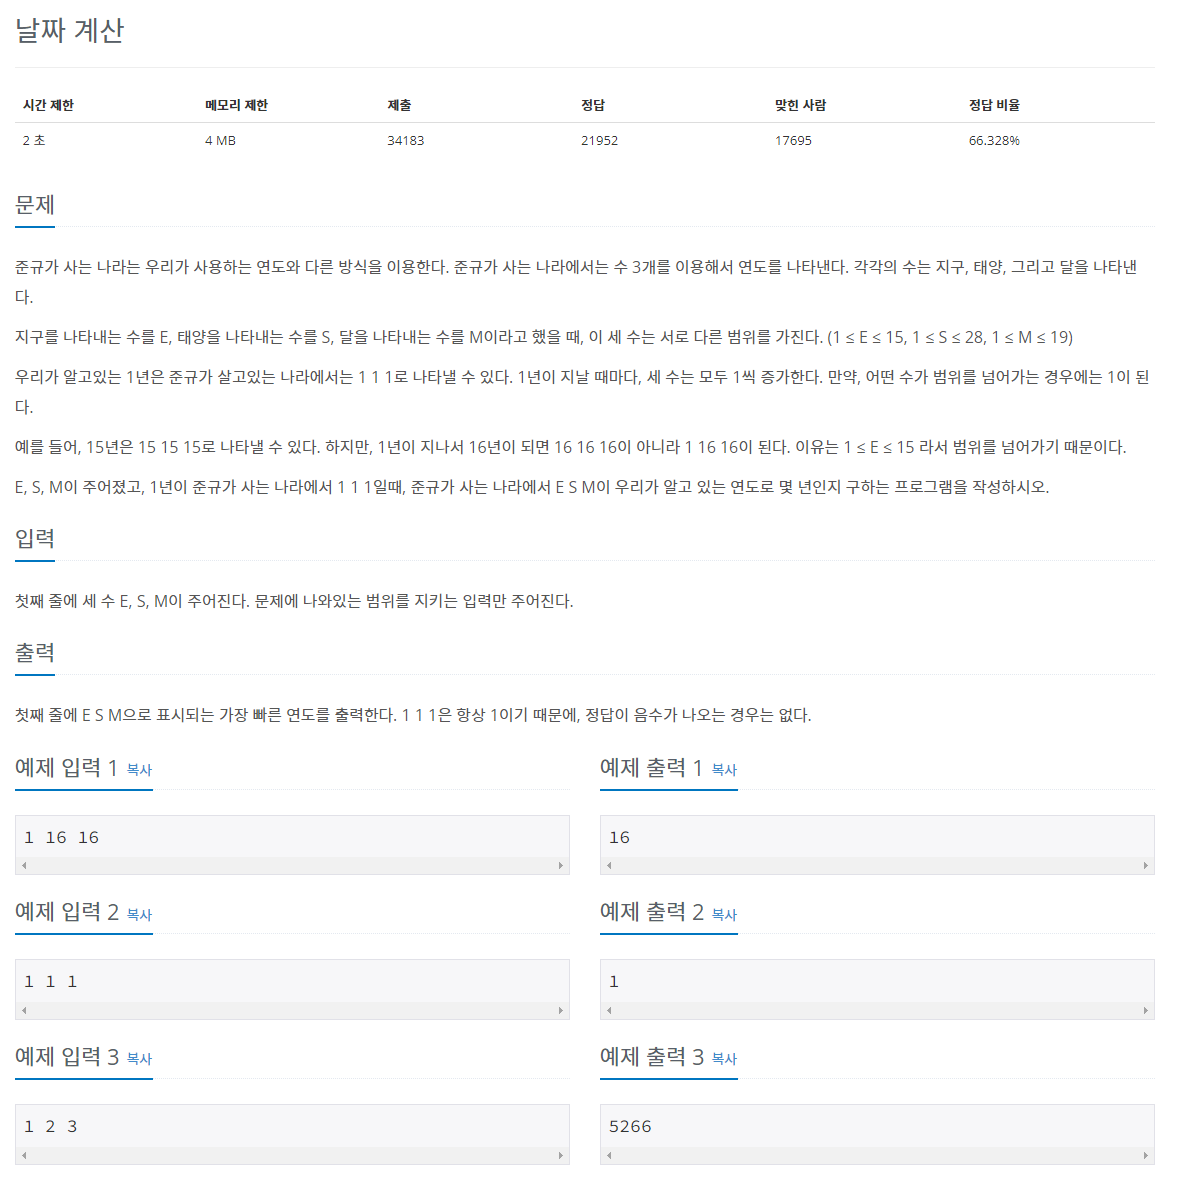 날짜 계산
시간 제한 메모리 제한 제출 정답 맞힌 사람 정답 비율
2 초 4 MB 34183 21952 17695 66.328%
문제
준규가 사는 나라는 우리가 사용하는 연도와 다른 방식을 이용한다. 준규가 사는 나라에서는 수 3개를 이용해서 연도를 나타낸다. 각각의 수는 지구, 태양, 그리고 달을 나타낸
다.
지구를 나타내는 수를 E, 태양을 나타내는 수를 S, 달을 나타내는 수를 M이라고 했을 때, 이 세 수는 서로 다른 범위를 가진다. (1 ≤ E ≤ 15, 1 ≤ S ≤ 28, 1 ≤ M ≤ 19)
우리가 알고있는 1년은 준규가 살고있는 나라에서는 1 1 1로 나타낼 수 있다. 1년이 지날 때마다, 세 수는 모두 1씩 증가한다. 만약, 어떤 수가 범위를 넘어가는 경우에는 1이 된
다.
예를 들어, 15년은 15 15 15로 나타낼 수 있다. 하지만, 1년이 지나서 16년이 되면 16 16 16이 아니라 1 16 16이 된다. 이유는 1 ≤ E ≤ 15 라서 범위를 넘어가기 때문이다.
E, S, M이 주어졌고, 1년이 준규가 사는 나라에서 1 1 1일때, 준규가 사는 나라에서 E S M이 우리가 알고 있는 연도로 몇 년인지 구하는 프로그램을 작성하시오.
입력
첫째 줄에 세 수 E, S, M이 주어진다. 문제에 나와있는 범위를 지키는 입력만 주어진다.
출력
첫째 줄에 E S M으로 표시되는 가장 빠른 연도를 출력한다. 1 1 1은 항상 1이기 때문에, 정답이 음수가 나오는 경우는 없다.
예제 입력 1 복사
1 16 16
예제 출력 1 복사
16
예제 입력 2 복사
1 1 1
예제 출력 2 복사
1
예제 입력 3 복사
1 2 3
예제 출력 3 복사
5266